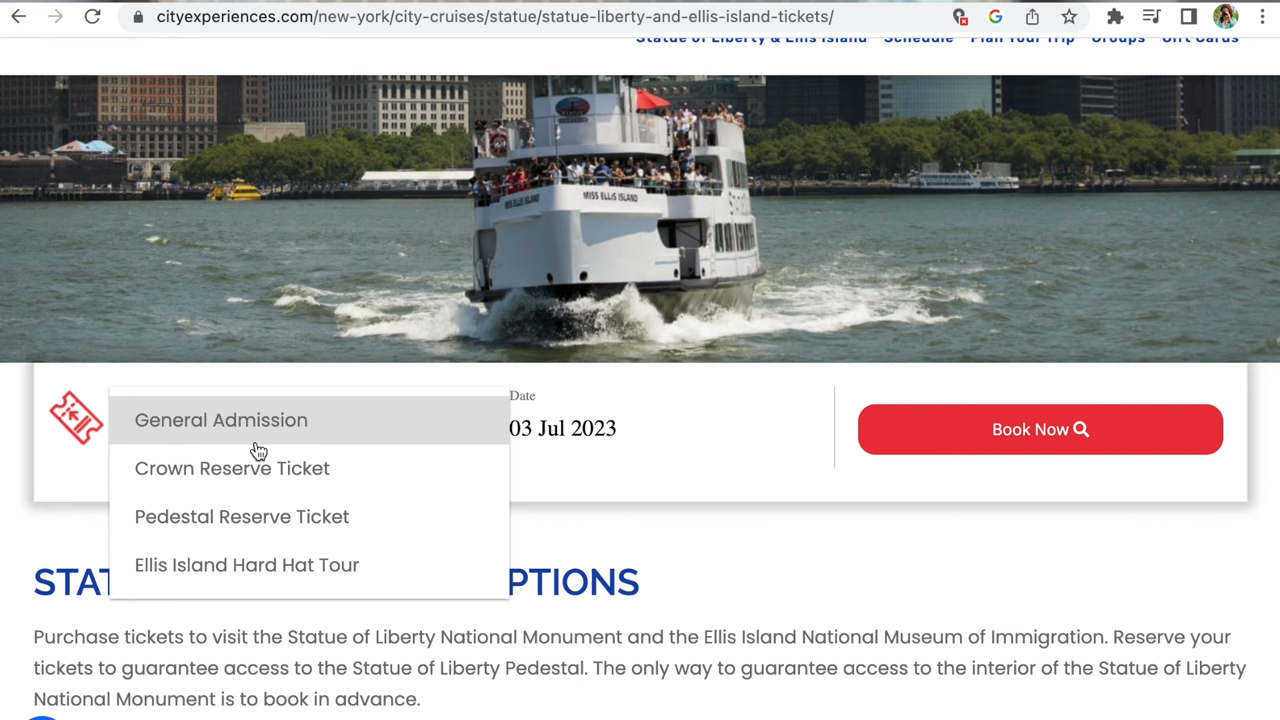 cityexperiences.com/new-york/city-cruises/statue/statue-liberty-and-ellis-island-tickets/
Statue of Liberty & Ellis Island Schedule Plan Your Trip Groups Gift Cards
MISS ELLIS ISLAND MISS ELLIS ISLAND
General Admission
Crown Reserve Ticket
Pedestal Reserve Ticket
Ellis Island Hard Hat Tour
Date
03 Jul 2023
Book Now
STAT PTIONS
Purchase tickets to visit the Statue of Liberty National Monument and the Ellis Island National Museum of Immigration. Reserve your
tickets to guarantee access to the Statue of Liberty Pedestal. The only way to guarantee access to the interior of the Statue of Liberty
National Monument is to book in advance.